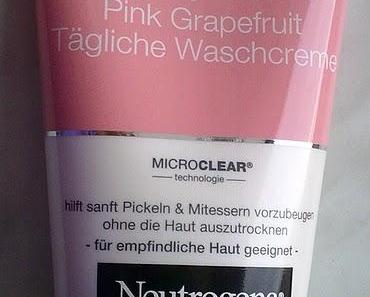 Pink Grapefruit
Tägliche Waschcreme
MICROCLEAR®
technologie
hilft sanft Pickeln & Mitessern vorzubeugen
ohne die Haut auszutrocknen
- für empfindliche Haut geeignet -
Neutrogena®